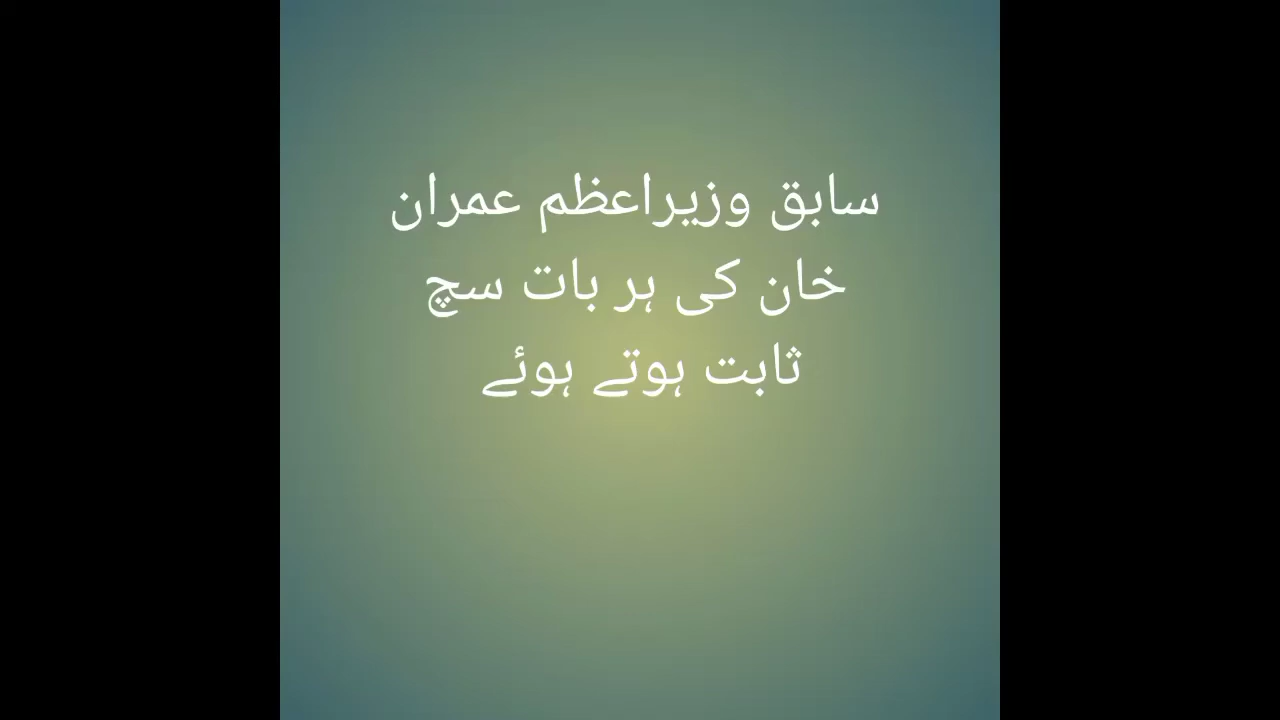 سابق وزیراعظم عمران
خان کی ہر بات سچ
ثابت ہوتے ہوئے